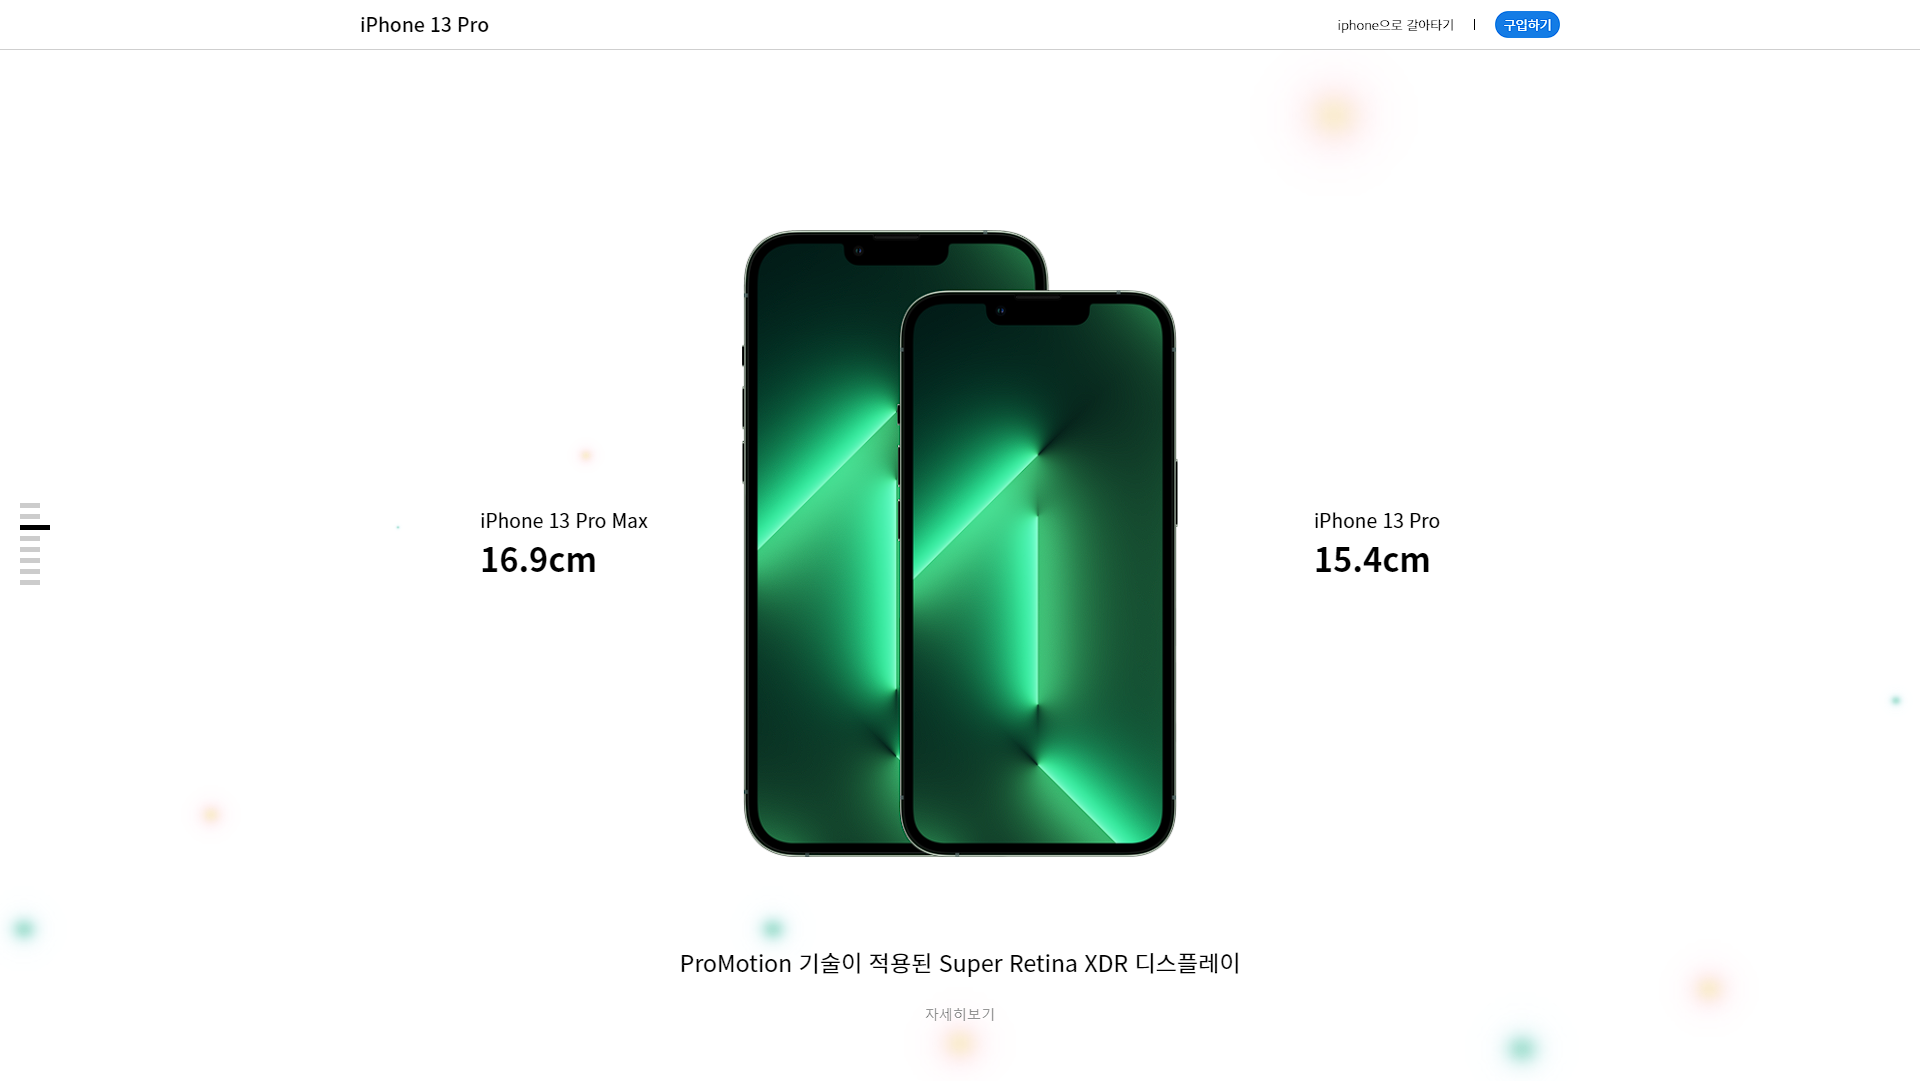 iPhone 13 Pro
iphone으로 갈아타기
구입하기
iPhone 13 Pro Max
16.9cm
iPhone 13 Pro
15.4cm
ProMotion 기술이 적용된 Super Retina XDR 디스플레이
자세히보기